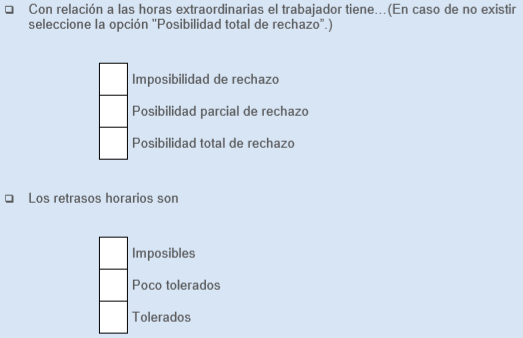 Con relación a las horas extraordinarias el trabajador tiene…(En caso de no existir
seleccione la opción "Posibilidad total de rechazo".)
Imposibilidad de rechazo
Posibilidad parcial de rechazo
Posibilidad total de rechazo
Los retrasos horarios son
Imposibles
Poco tolerados
Tolerados